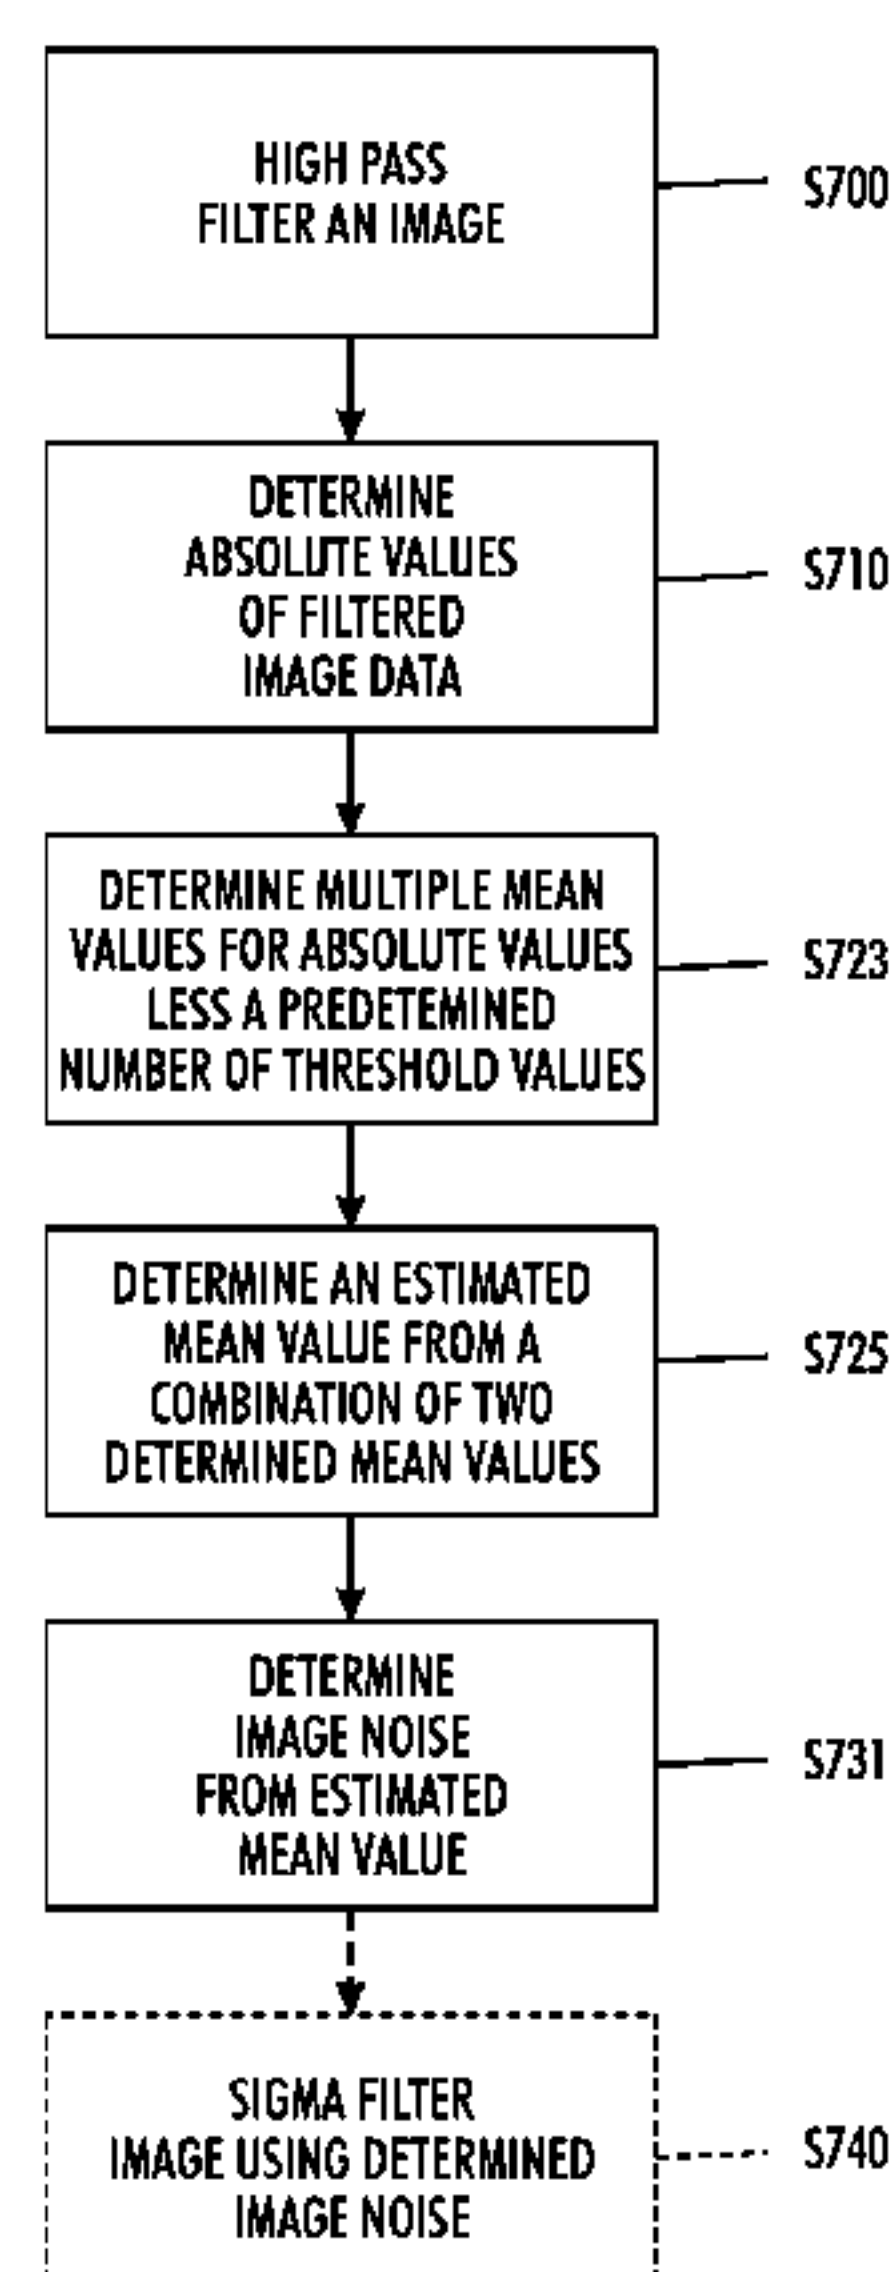 HIGH PASS
FILTER AN IMAGE
S700
DETERMINE
ABSOLUTE VALUES
OF FILTERED
IMAGE DATA
S710
DETERMINE MULTIPLE MEAN
VALUES FOR ABSOLUTE VALUES
LESS A PREDETEMINED
NUMBER OF THRESHOLD VALUES
S723
DETERMINE AN ESTIMATED
MEAN VALUE FROM A
COMBINATION OF TWO
DETERMINED MEAN VALUES
S725
DETERMINE
IMAGE NOISE
FROM ESTIMATED
MEAN VALUE
S731
SIGMA FILTER
IMAGE USING DETERMINED
IMAGE NOISE
S740